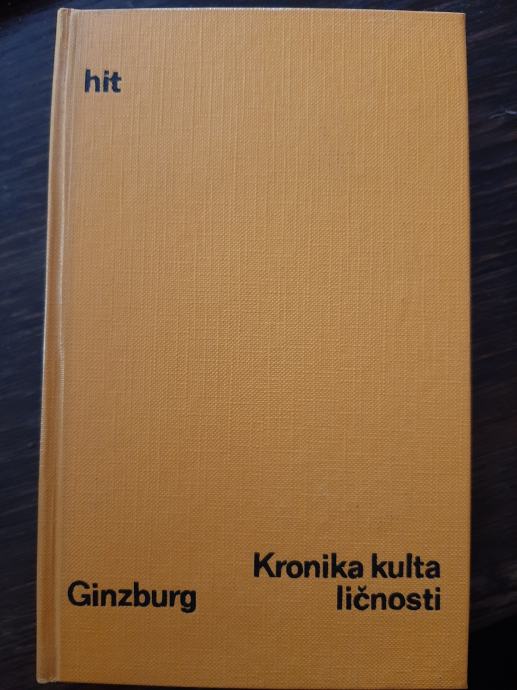 hit
Kronika kulta
Ginzburg ličnosti